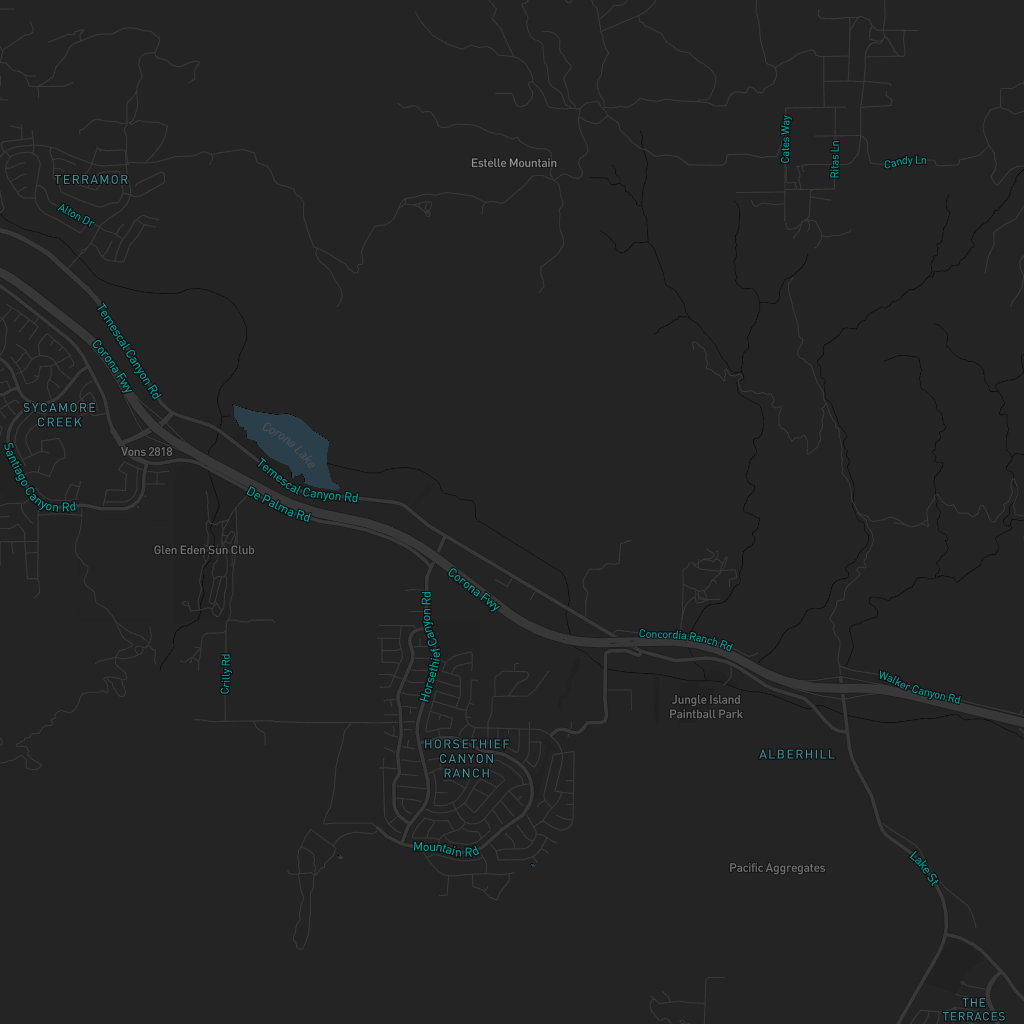 Estelle Mountain
Cates Way
Ritas Ln
Candy Ln
TERRAMOR
Alton Dr
Temescal Canyon Rd
Corona Fwy
SYCAMORE
CREEK
Vons 2818
Corona Lake
Santiago Canyon Rd
Temescal Canyon Rd
De Palma Rd
Glen Eden Sun Club
Corona Fwy
Horsethief Canyon Rd
Concordia Ranch Rd
Crilly Rd
Walker Canyon Rd
Jungle Island
Paintball Park
HORSETHIEF
CANYON
RANCH
ALBERHILL
Mountain Rd
Pacific Aggregates
Lake St
THE
TERRACES